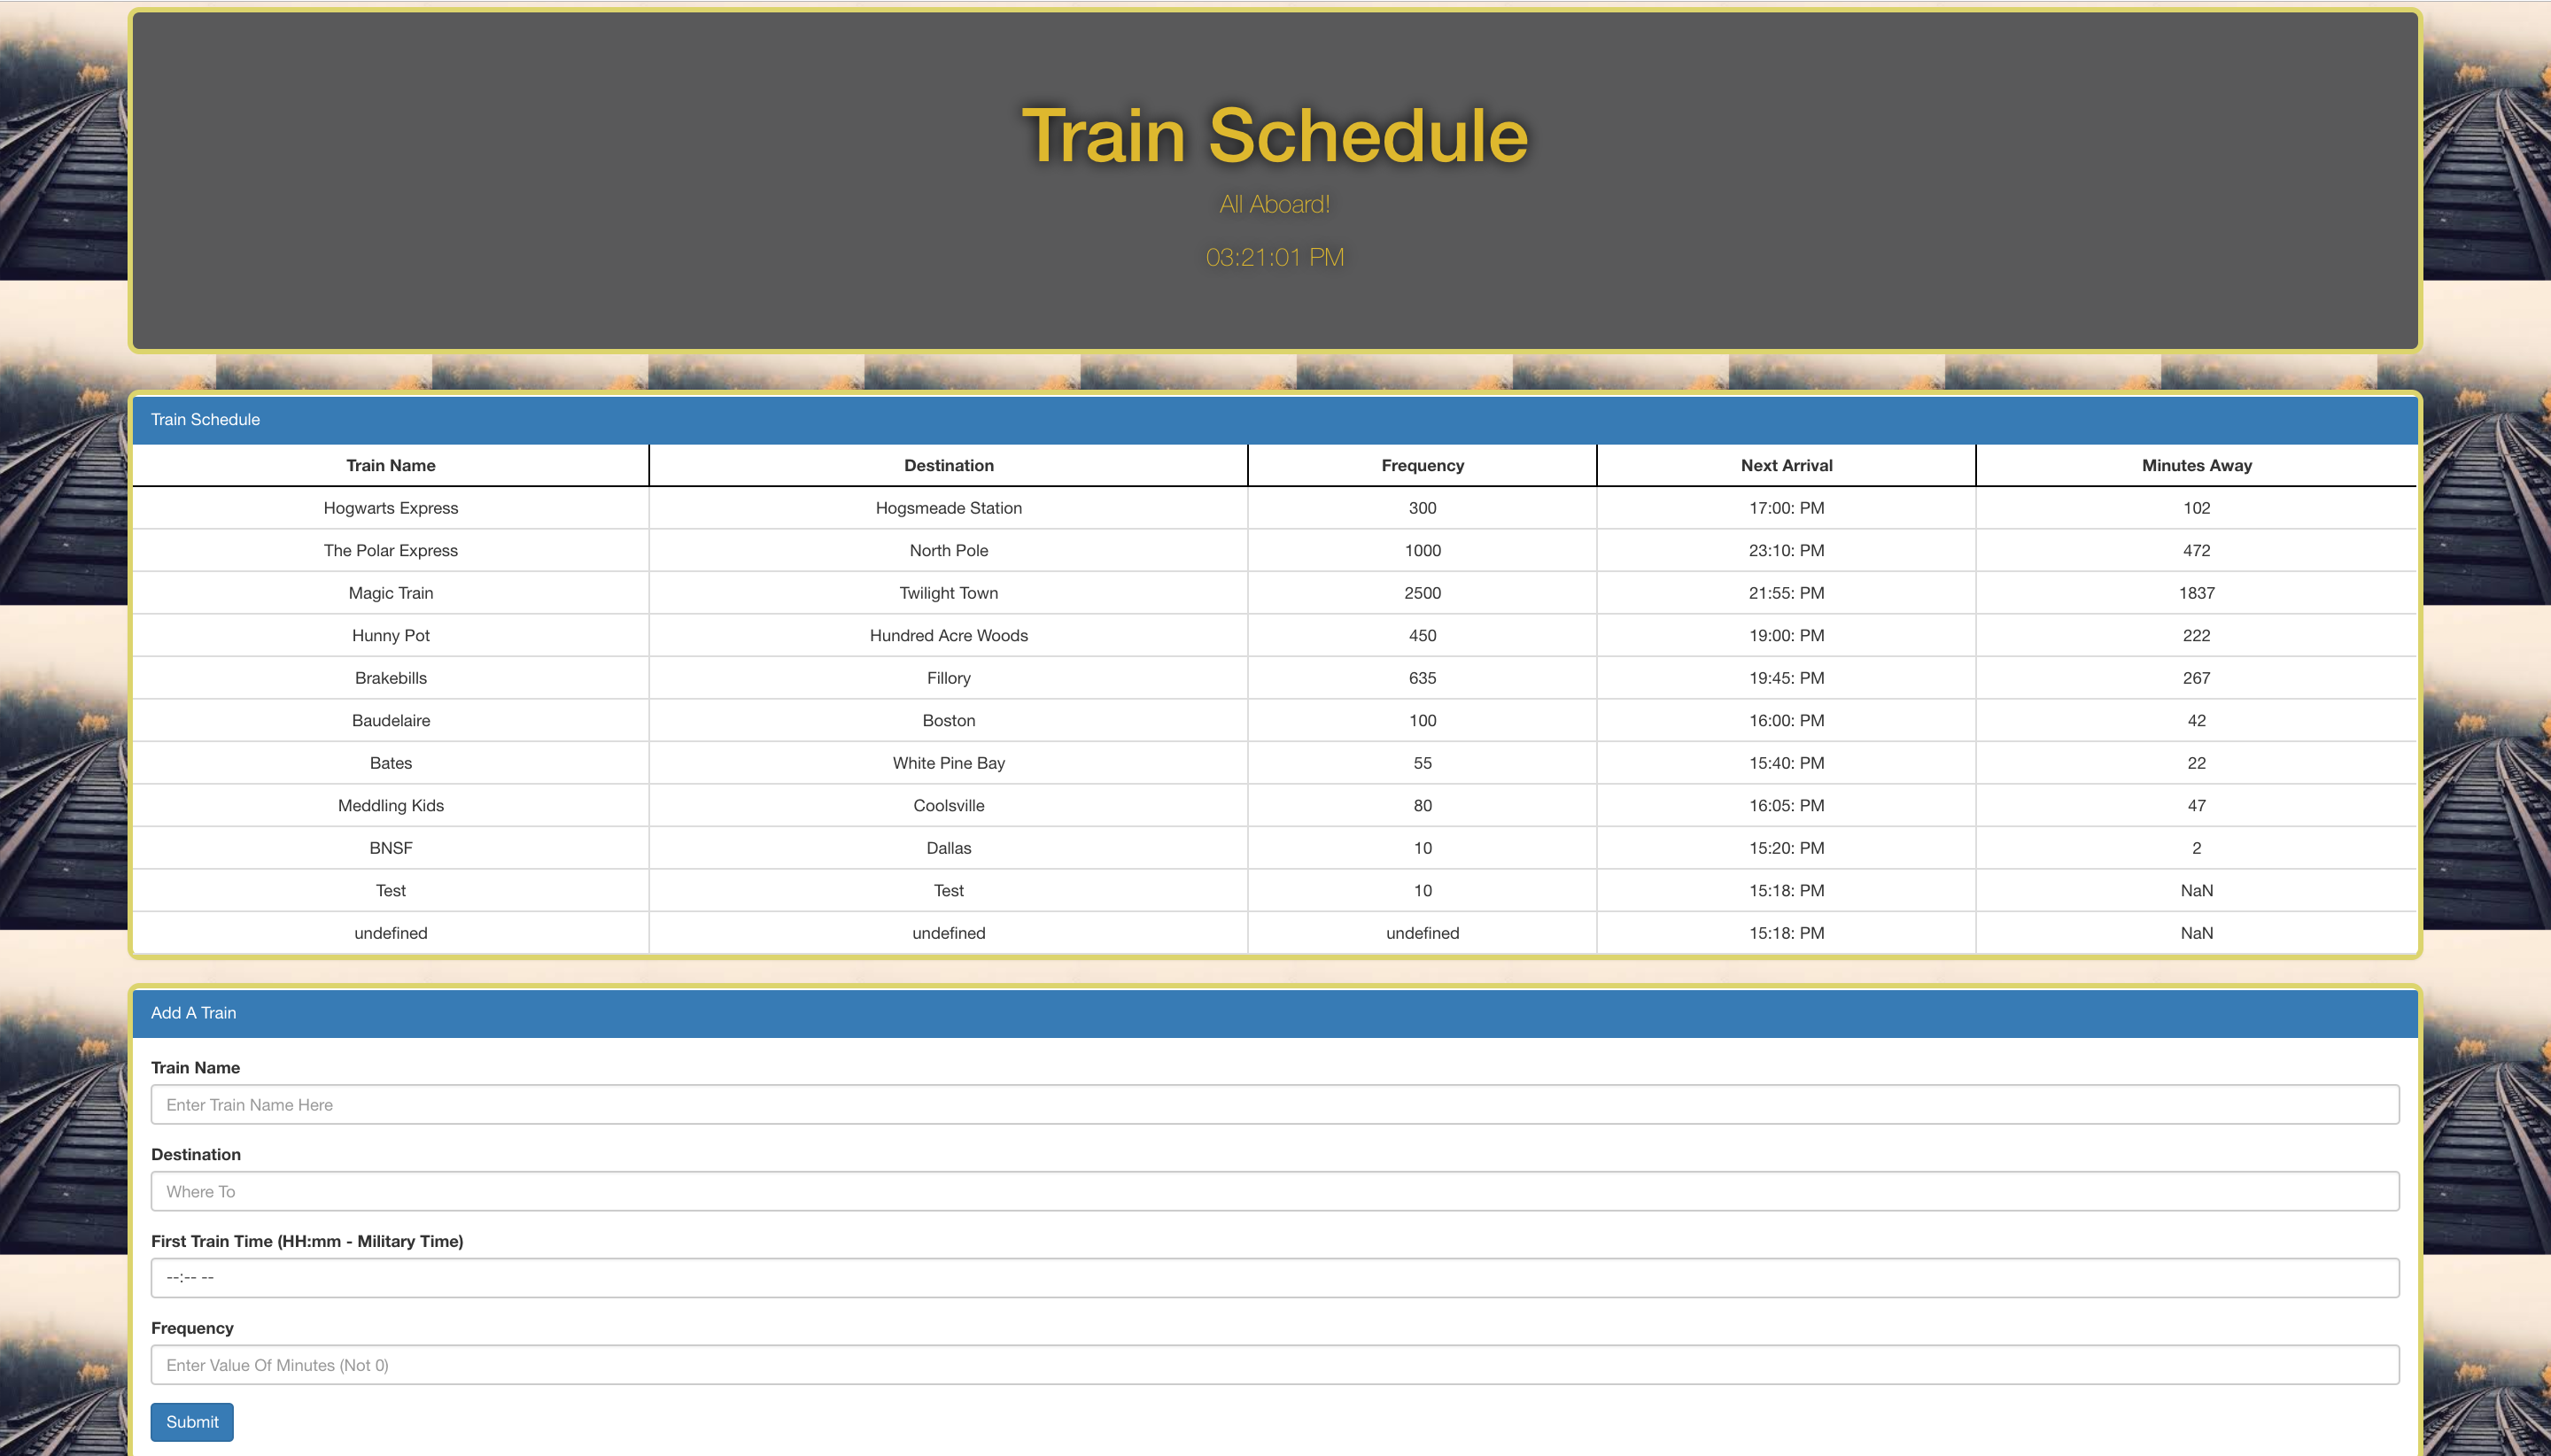 Train Schedule
All Aboard!
03:21:01 PM
Train Schedule
Train Name Destination Frequency Next Arrival Minutes Away
Hogwarts Express Hogsmeade Station 300 17:00: PM 102
The Polar Express North Pole 1000 23:10: PM 472
Magic Train Twilight Town 2500 21:55: PM 1837
Hunny Pot Hundred Acre Woods 450 19:00: PM 222
Brakebills Fillory 635 19:45: PM 267
Baudelaire Boston 100 16:00: PM 42
Bates White Pine Bay 55 15:40: PM 22
Meddling Kids Coolsville 80 16:05: PM 47
BNSF Dallas 10 15:20: PM 2
Test Test 10 15:18: PM NaN
undefined undefined undefined 15:18: PM NaN
Add A Train
Train Name
Enter Train Name Here
Destination
Where To
First Train Time (HH:mm - Military Time)
--:-- --
Frequency
Enter Value Of Minutes (Not 0)
Submit